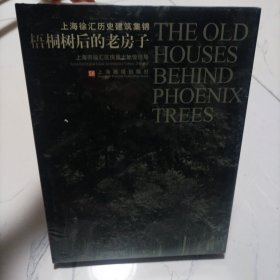 上海徐汇历史建筑集锦
梧桐树后的老房子
上海市徐汇区房屋土地管理局
上海画报出版社
THE OLD
HOUSES
BEHIND
PHOENIX
TREES